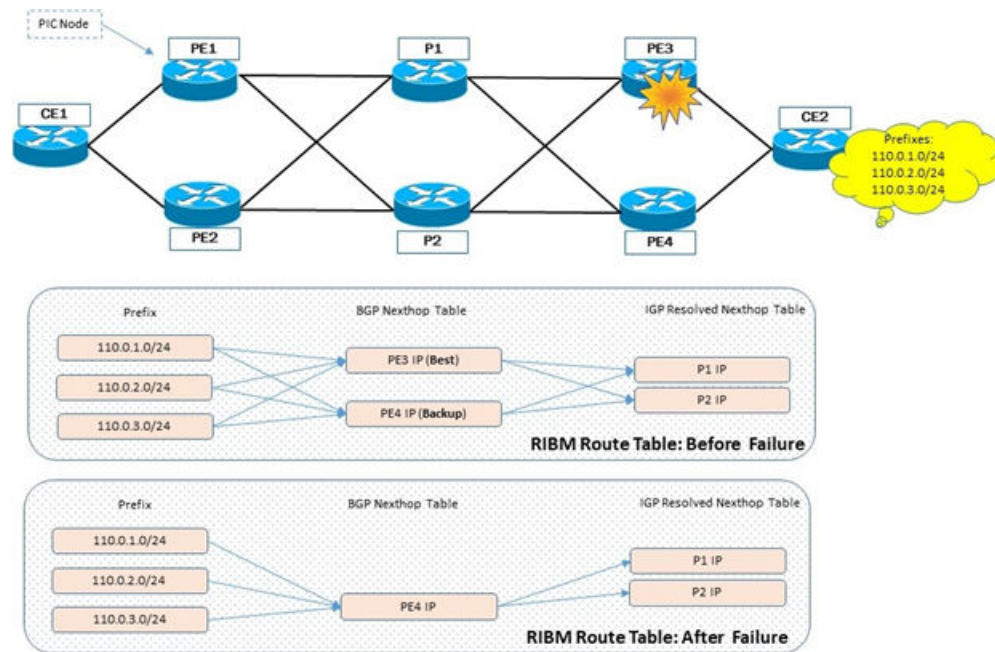 PIC Node
PE1
P1
PE3
CE1
CE2
Prefixes:
110.0.1.0/24
110.0.2.0/24
110.0.3.0/24
PE2
P2
PE4
Prefix
BGP Nexthop Table
IGP Resolved Nexthop Table
110.0.1.0/24
110.0.2.0/24
110.0.3.0/24
PE3 IP (Best)
PE4 IP (Backup)
P1 IP
P2 IP
RIBM Route Table: Before Failure
Prefix
BGP Nexthop Table
IGP Resolved Nexthop Table
110.0.1.0/24
110.0.2.0/24
110.0.3.0/24
PE4 IP
P1 IP
P2 IP
RIBM Route Table: After Failure